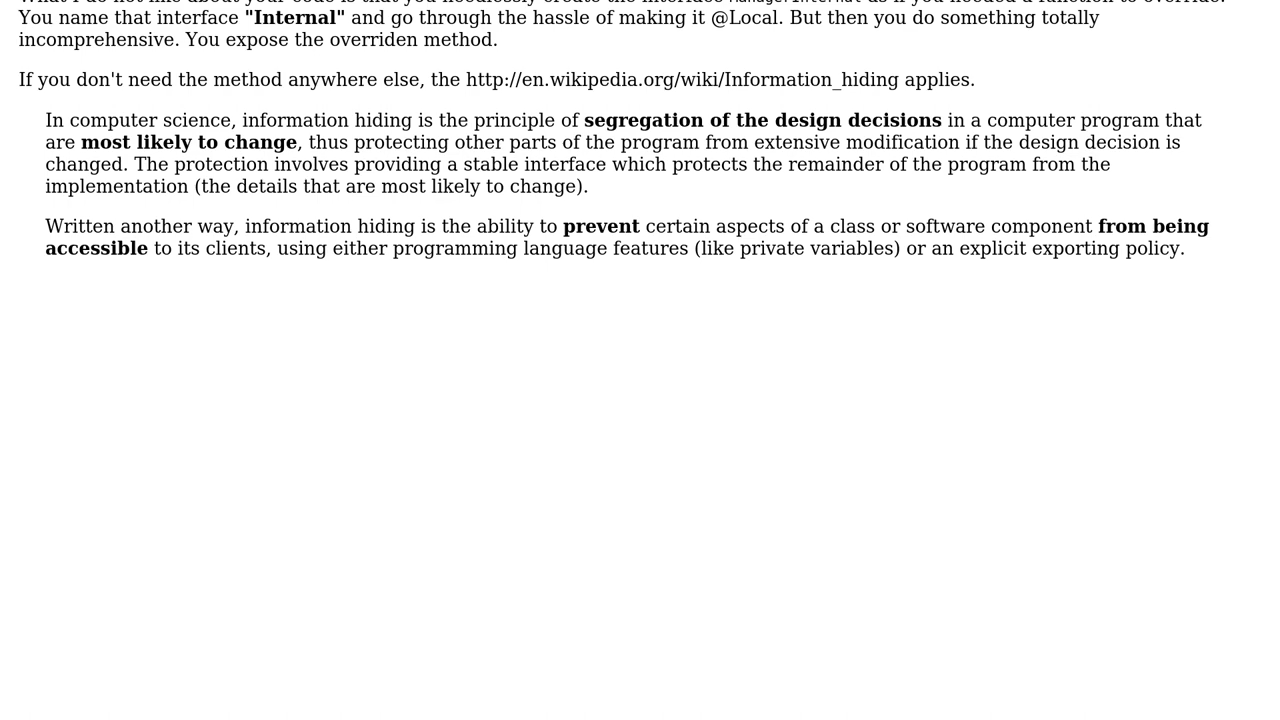 You name that interface "Internal" and go through the hassle of making it @Local. But then you do something totally
incomprehensive. You expose the overriden method.
If you don't need the method anywhere else, the http://en.wikipedia.org/wiki/Information_hiding applies.
In computer science, information hiding is the principle of segregation of the design decisions in a computer program that
are most likely to change, thus protecting other parts of the program from extensive modification if the design decision is
changed. The protection involves providing a stable interface which protects the remainder of the program from the
implementation (the details that are most likely to change).
Written another way, information hiding is the ability to prevent certain aspects of a class or software component from being
accessible to its clients, using either programming language features (like private variables) or an explicit exporting policy.